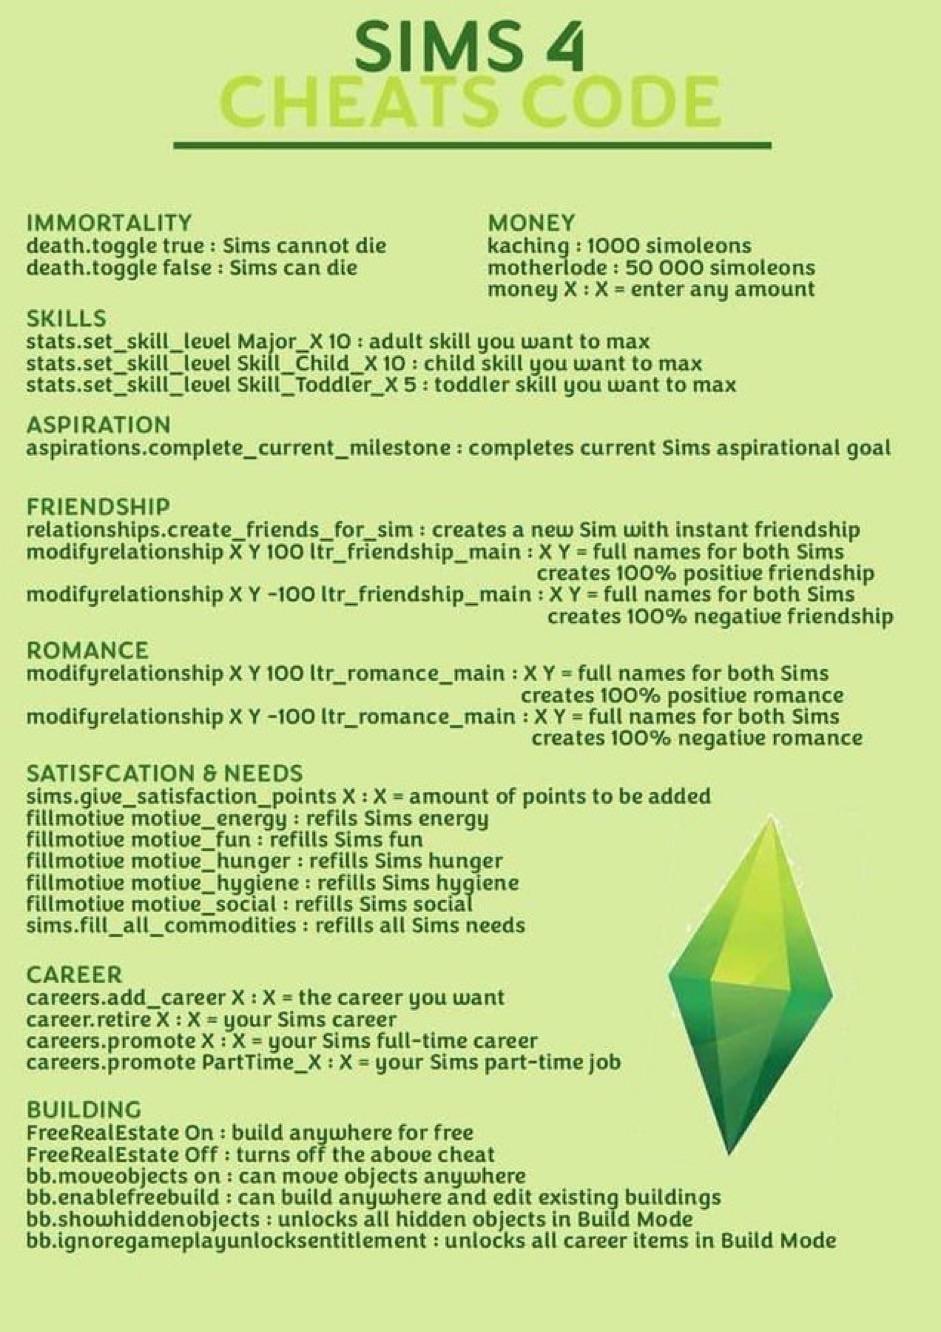 SIMS 4
CHEATS CODE
IMMORTALITY
death.toggle true : Sims cannot die
death.toggle false : Sims can die
MONEY
kaching : 1000 simoleons
motherlode : 50 000 simoleons
money X : X = enter any amount
SKILLS
stats.set_skill_level Major_X 10 : adult skill you want to max
stats.set_skill_level Skill_Child_X 10 : child skill you want to max
stats.set_skill_level Skill_Toddler_X 5 : toddler skill you want to max
ASPIRATION
aspirations.complete_current_milestone : completes current Sims aspirational goal
FRIENDSHIP
relationships.create_friends_for_sim : creates a new Sim with instant friendship
modifyrelationship X Y 100 ltr_friendship_main : X Y = full names for both Sims
creates 100% positive friendship
modifyrelationship X Y -100 ltr_friendship_main : X Y = full names for both Sims
creates 100% negative friendship
ROMANCE
modifyrelationship X Y 100 ltr_romance_main : X Y = full names for both Sims
creates 100% positive romance
modifyrelationship X Y -100 ltr_romance_main : X Y = full names for both Sims
creates 100% negative romance
SATISFCATION & NEEDS
sims.give_satisfaction_points X : X = amount of points to be added
fillmotive motive_energy : refils Sims energy
fillmotive motive_fun : refills Sims fun
fillmotive motive_hunger : refills Sims hunger
fillmotive motive_hygiene : refills Sims hygiene
fillmotive motive_social : refills Sims social
sims.fill_all_commodities : refills all Sims needs
CAREER
careers.add_career X : X = the career you want
career.retire X : X = your Sims career
careers.promote X : X = your Sims full-time career
careers.promote PartTime_X : X = your Sims part-time job
BUILDING
FreeRealEstate On : build anywhere for free
FreeRealEstate Off : turns off the above cheat
bb.moveobjects on : can move objects anywhere
bb.enablefreebuild : can build anywhere and edit existing buildings
bb.showhiddenobjects : unlocks all hidden objects in Build Mode
bb.ignoregameplayunlocksentitlement : unlocks all career items in Build Mode